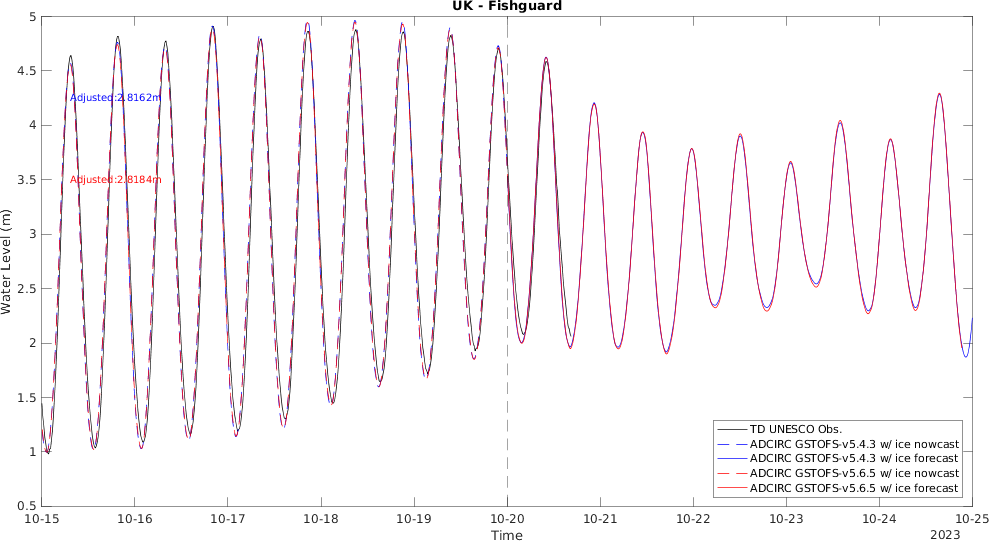 UK - Fishguard
5
4.5
4
3.5
3
2.5
2
1.5
1
0.5
Water Level (m)
Adjusted:2.8162m
Adjusted:2.8184m
TD UNESCO Obs.
ADCIRC GSTOFS-v5.4.3 w/ ice nowcast
ADCIRC GSTOFS-v5.4.3 w/ ice forecast
ADCIRC GSTOFS-v5.6.5 w/ ice nowcast
ADCIRC GSTOFS-v5.6.5 w/ ice forecast
10-15 10-16 10-17 10-18 10-19 10-20 10-21 10-22 10-23 10-24 10-25
Time
2023